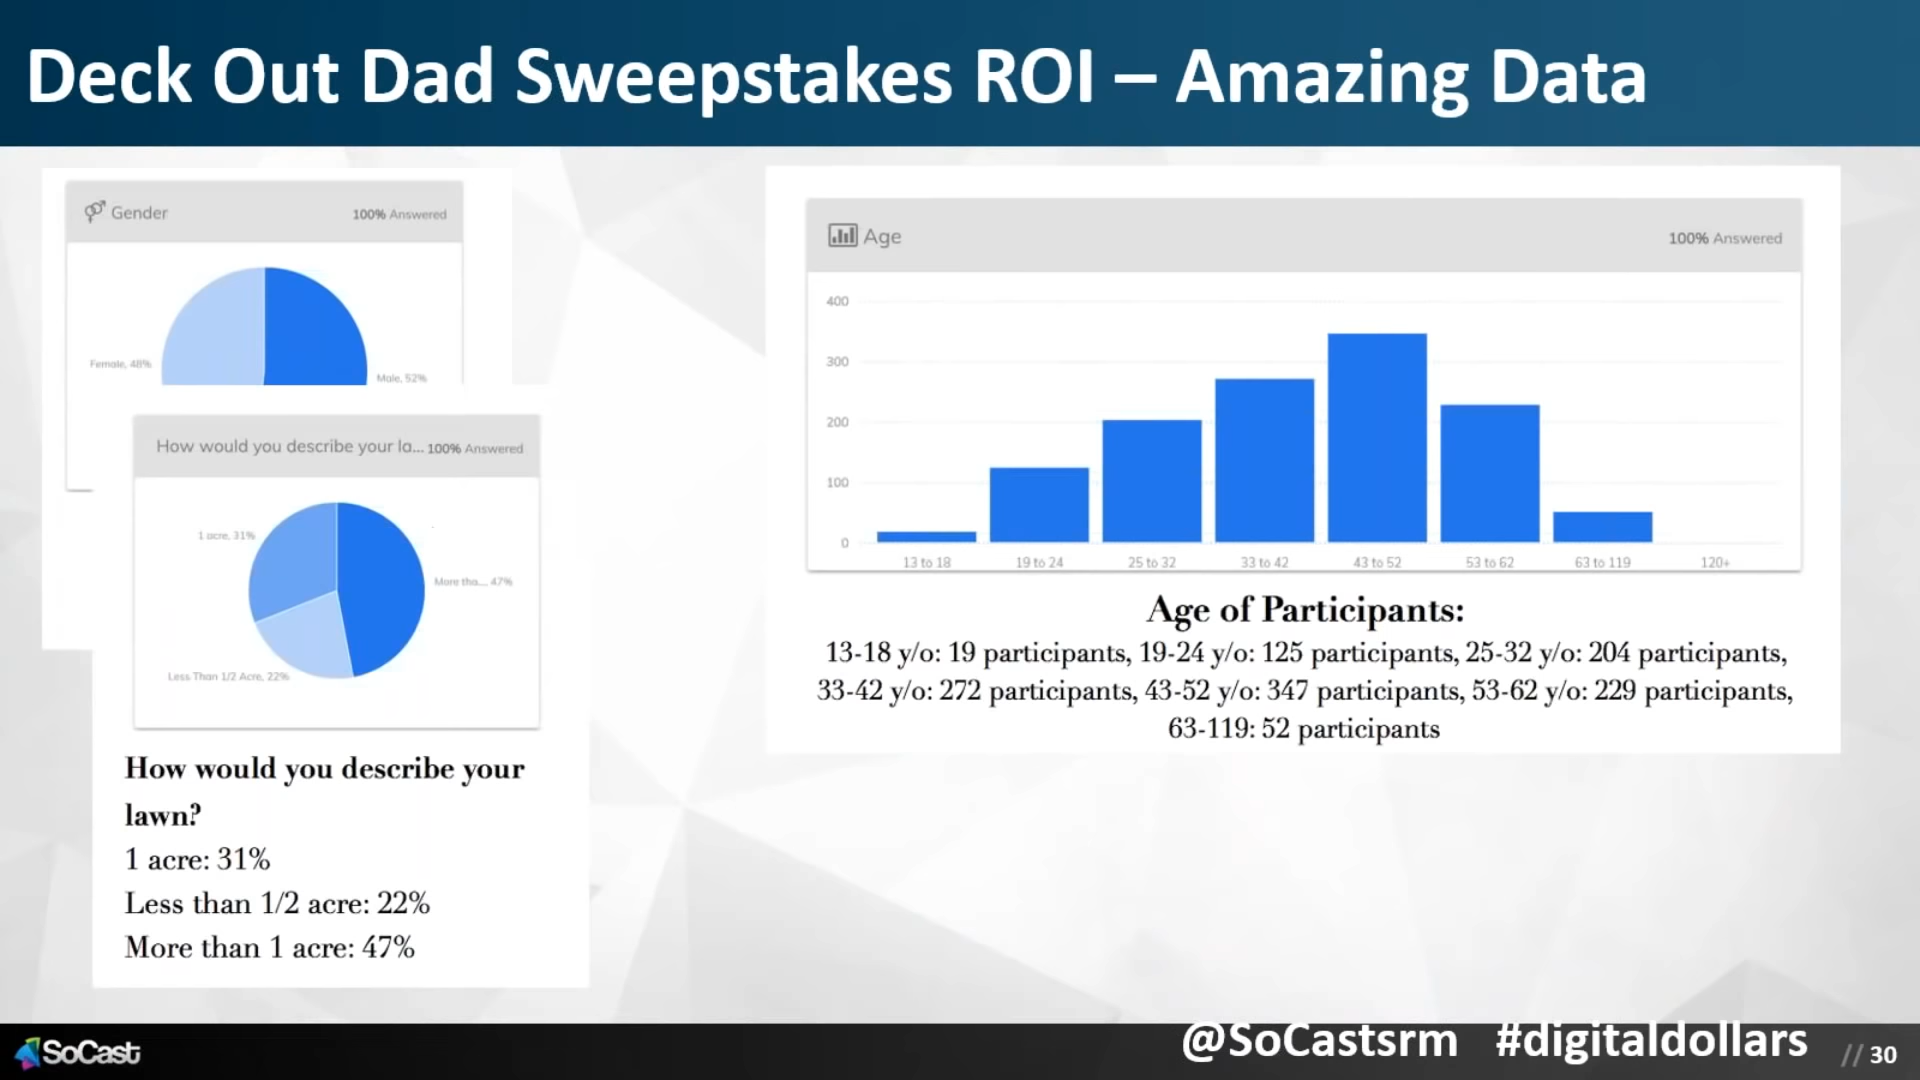 Deck Out Dad Sweepstakes ROI – Amazing Data
Gender
100% Answered
Female, 48%
Male, 52%
How would you describe your la... 100% Answered
1 acre, 31%
More tha..., 47%
Less Than 1/2 Acre, 22%
How would you describe your
lawn?
1 acre: 31%
Less than 1/2 acre: 22%
More than 1 acre: 47%
Age
100% Answered
400
300
200
100
0
13 to 18 19 to 24 25 to 32 33 to 42 43 to 52 53 to 62 63 to 119 120+
Age of Participants:
13-18 y/o: 19 participants, 19-24 y/o: 125 participants, 25-32 y/o: 204 participants,
33-42 y/o: 272 participants, 43-52 y/o: 347 participants, 53-62 y/o: 229 participants,
63-119: 52 participants
SoCast
@SoCastsrm #digitaldollars // 30